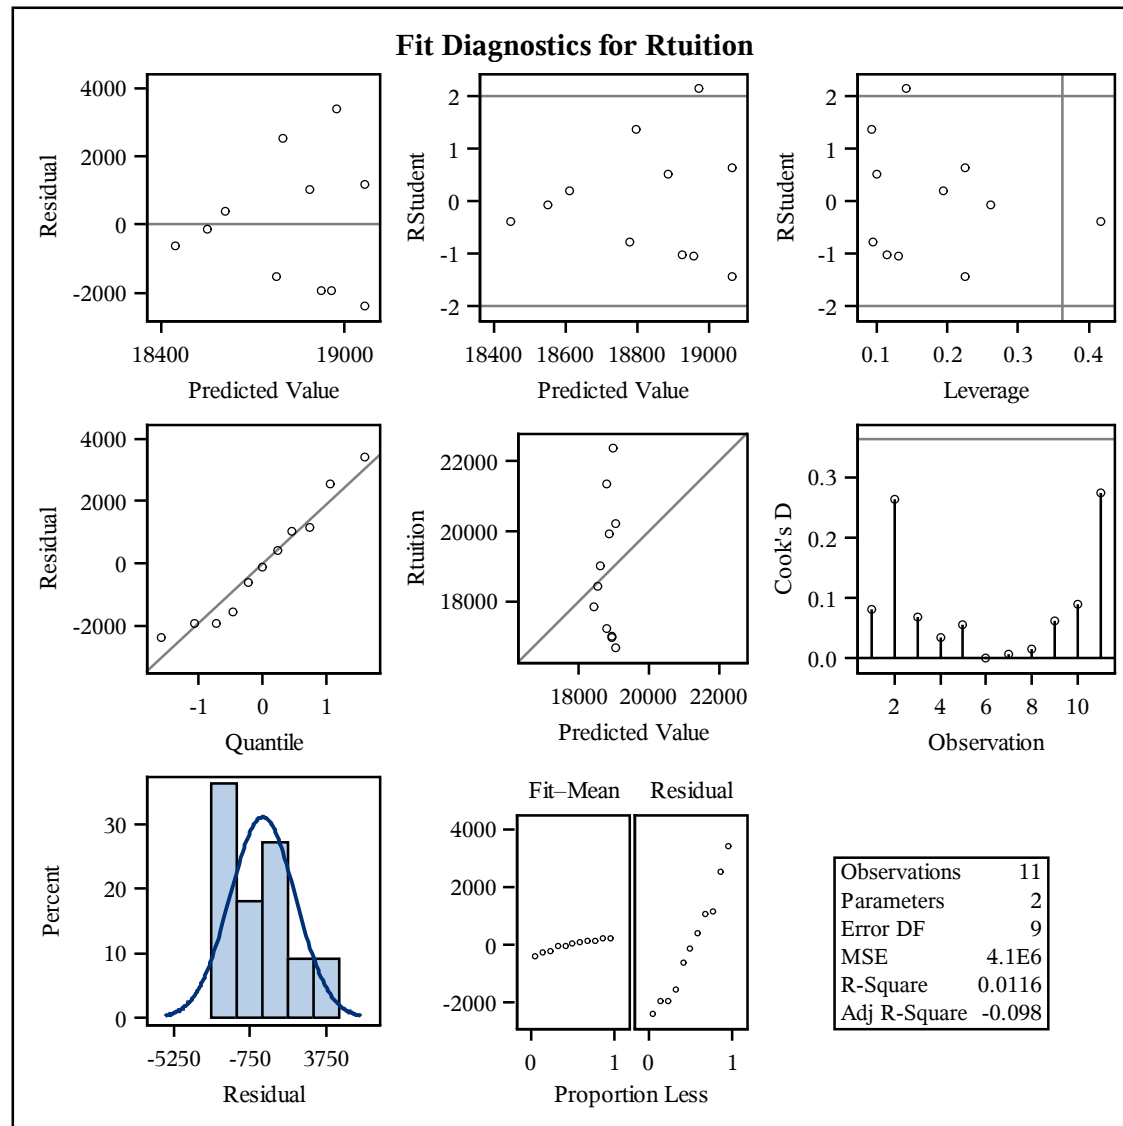 Fit Diagnostics for Rtuition
4000
2000
0
-2000
Residual
18400
19000
Predicted Value
2
1
0
-1
-2
RStudent
18400
18600
18800
19000
Predicted Value
2
1
0
-1
-2
RStudent
0.1
0.2
0.3
0.4
Leverage
4000
2000
0
-2000
Residual
-1
0
1
Quantile
22000
20000
18000
Rtuition
18000
20000
22000
Predicted Value
0.3
0.2
0.1
0.0
Cook's D
2
4
6
8
10
Observation
30
20
10
0
Percent
-5250
-750
3750
Residual
Fit–Mean
Residual
4000
2000
0
-2000
0
1
0
1
Proportion Less
Observations 11
Parameters 2
Error DF 9
MSE 4.1E6
R-Square 0.0116
Adj R-Square -0.098